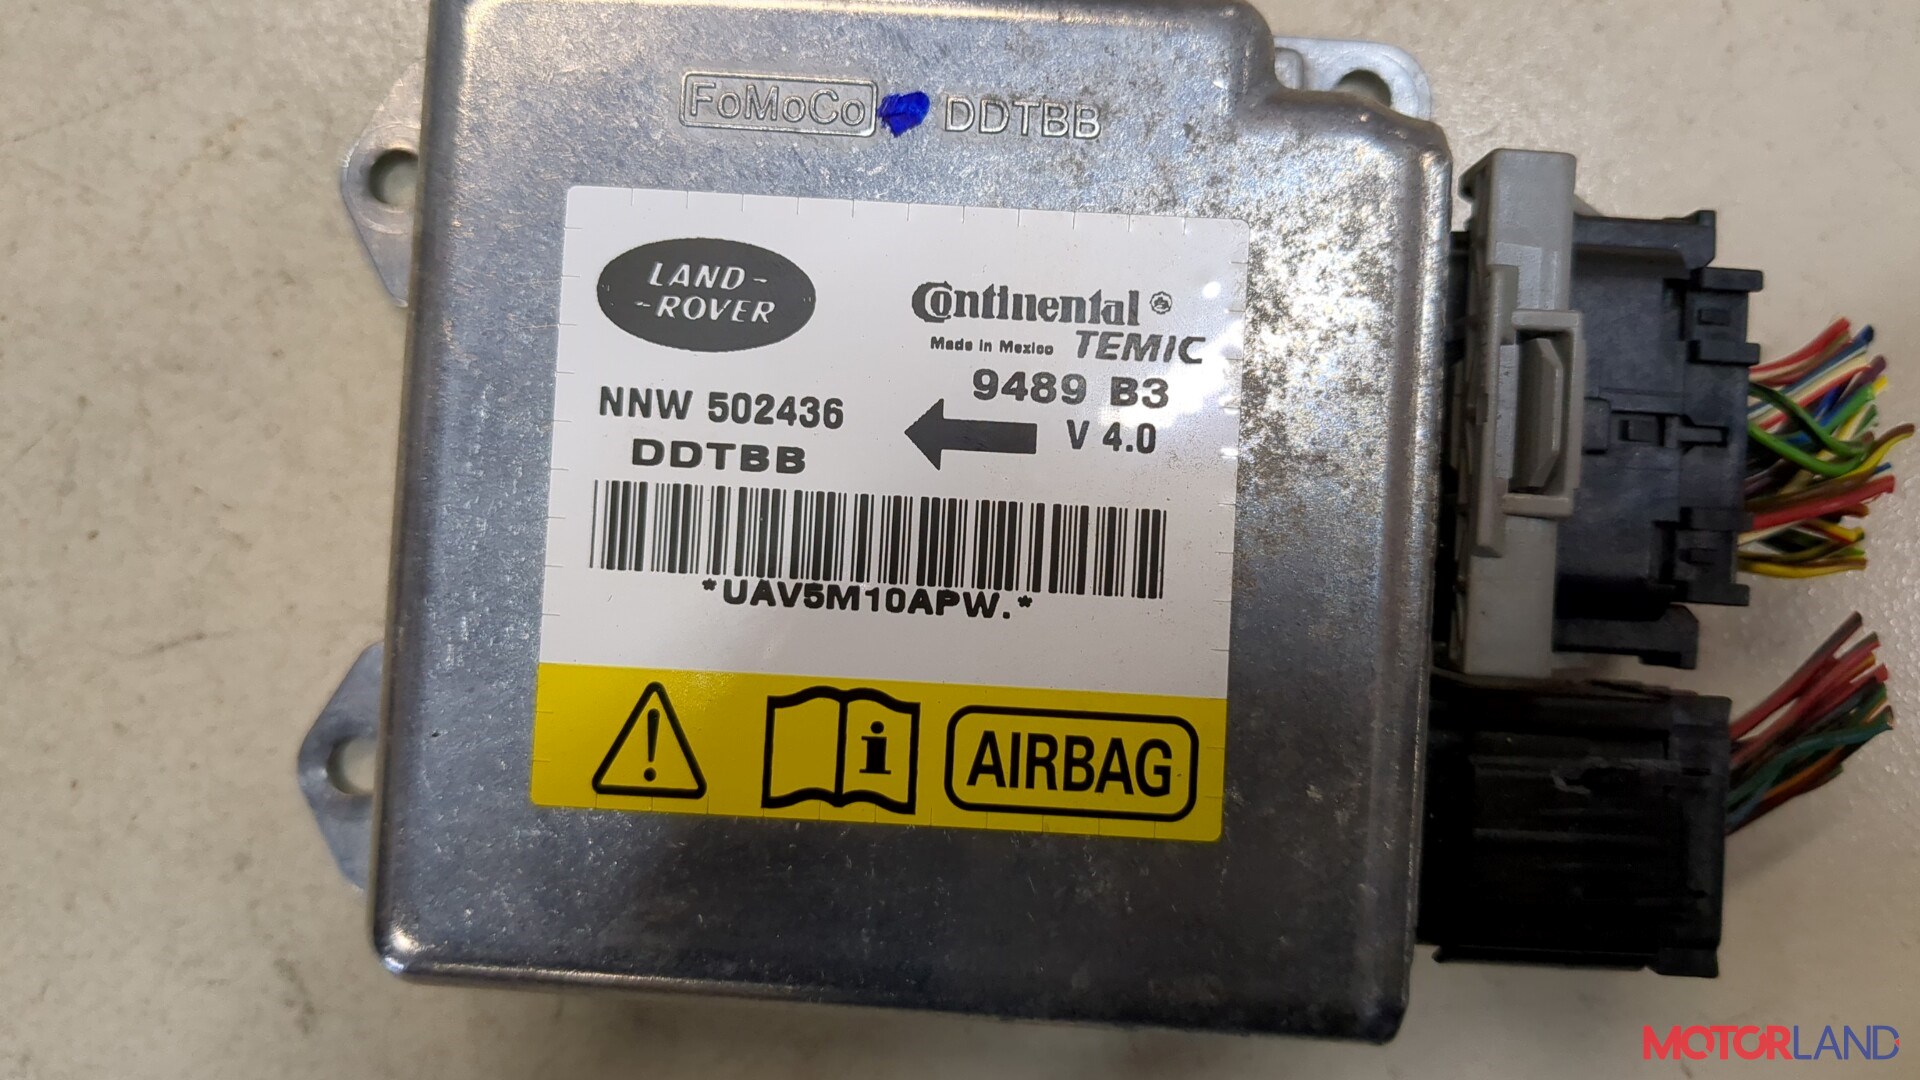 FoMoCo DDTBB
LAND-
-ROVER
Continental ®
Made in Mexico TEMIC
9489 B3
NNW 502436
V 4.0
DDTBB
*UAV5M10APW.*
! i AIRBAG
MOTORLAND